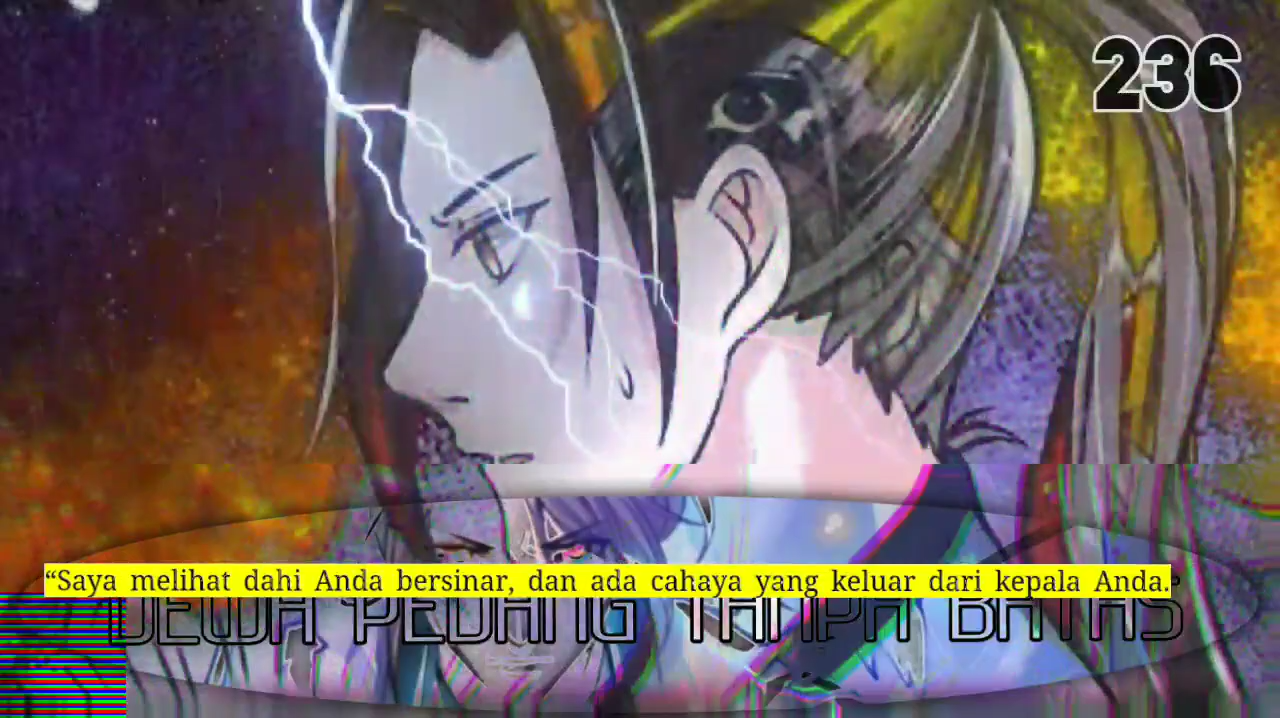 236
“Saya melihat dahi Anda bersinar, dan ada cahaya yang keluar dari kepala Anda.
DEWA PEDANG TANPA BATAS